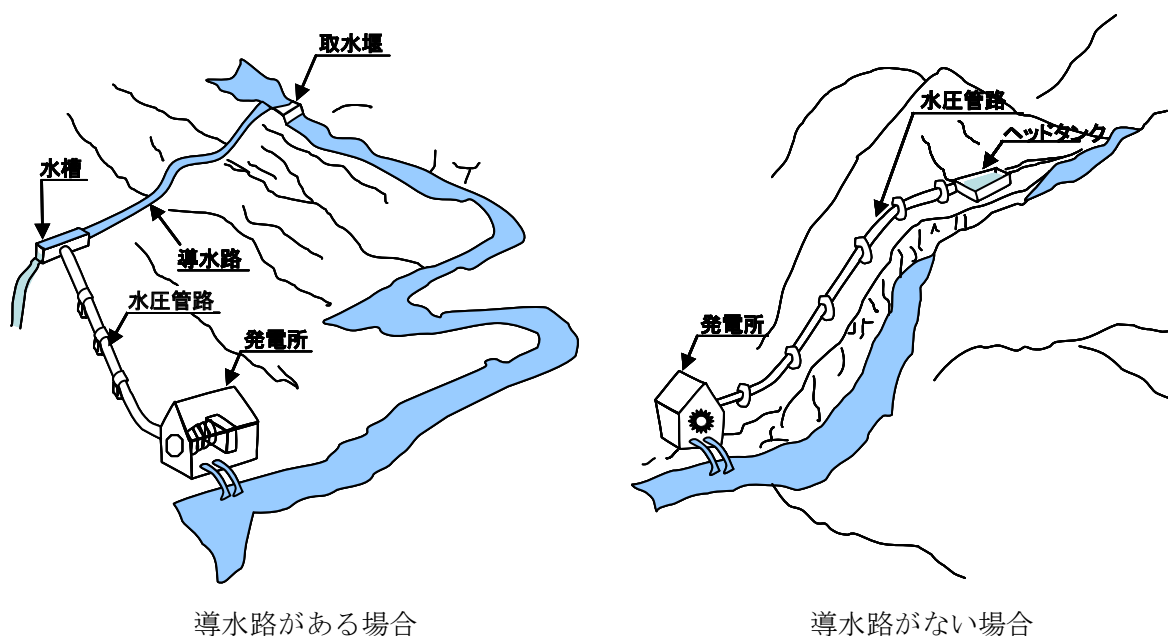 取水堰
水槽
導水路
水圧管路
発電所
導水路がある場合
水圧管路
ヘッドタンク
発電所
導水路がない場合